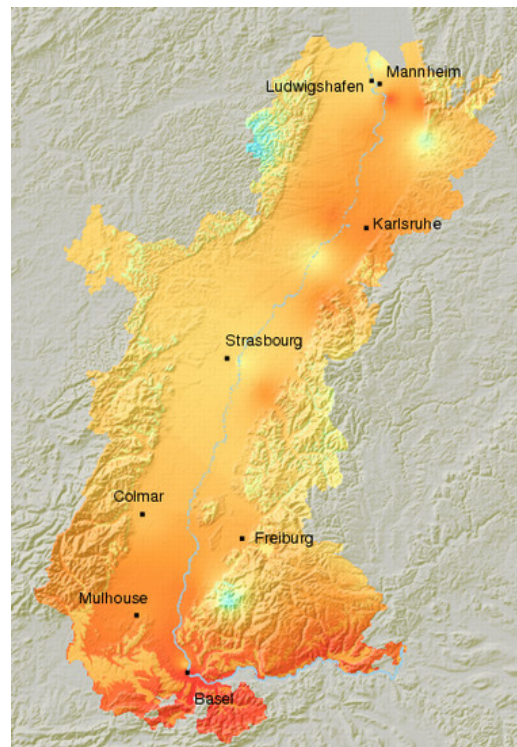 Mannheim
Ludwigshafen
Karlsruhe
Strasbourg
Colmar
Freiburg
Mulhouse
Basel